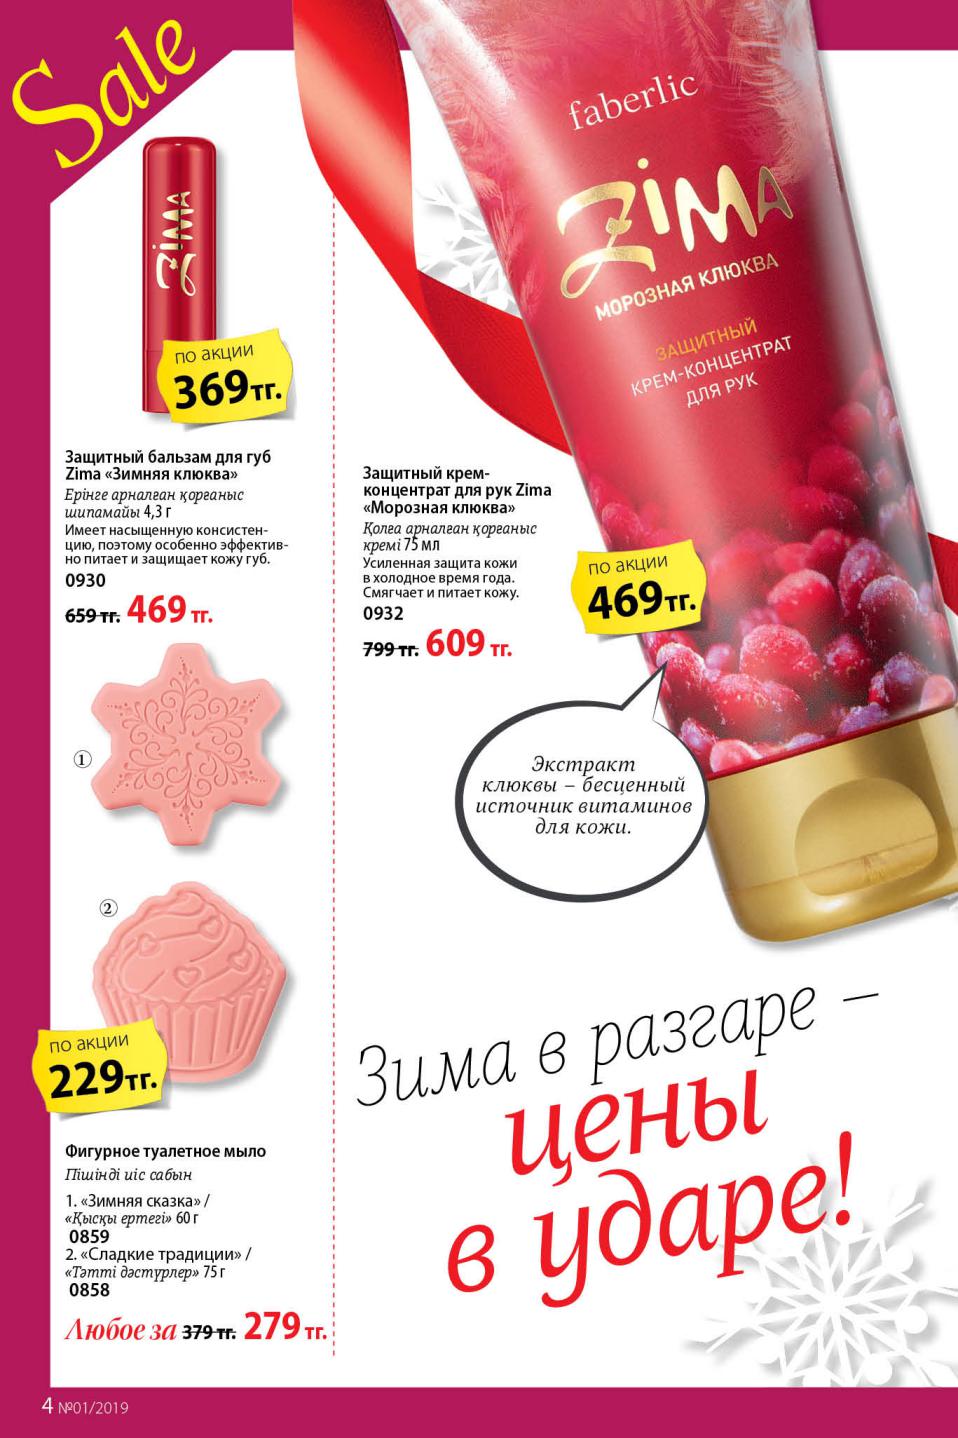 Sale
ZIMA
по акции
369тг.
Защитный бальзам для губ
Zima «Зимняя клюква»
Ерінге арналған қорғаныс
шипамайы 4,3 г
Имеет насыщенную консистен-
цию, поэтому особенно эффектив-
но питает и защищает кожу губ.
0930
659 тг. 469 тг.
1
2
по акции
229тг.
Фигурное туалетное мыло
Пішінді иіс сабын
1. «Зимняя сказка» /
«Қысқы ертегі» 60 г
0859
2. «Сладкие традиции» /
«Тәтті дәстүрлер» 75 г
0858
Любое за 379 тг. 279 тг.
faberlic
ZIMA
МОРОЗНАЯ КЛЮКВА
ЗАЩИТНЫЙ
КРЕМ-КОНЦЕНТРАТ
ДЛЯ РУК
Защитный крем-
концентрат для рук Zima
«Морозная клюква»
Қолға арналған қорғаныс
кремі 75 мл
Усиленная защита кожи
в холодное время года.
Смягчает и питает кожу.
0932
799 тг. 609 тг.
по акции
469тг.
Экстракт
клюквы – бесценный
источник витаминов
для кожи.
Зима в разгаре –
цены
в ударе!
4 №01/2019